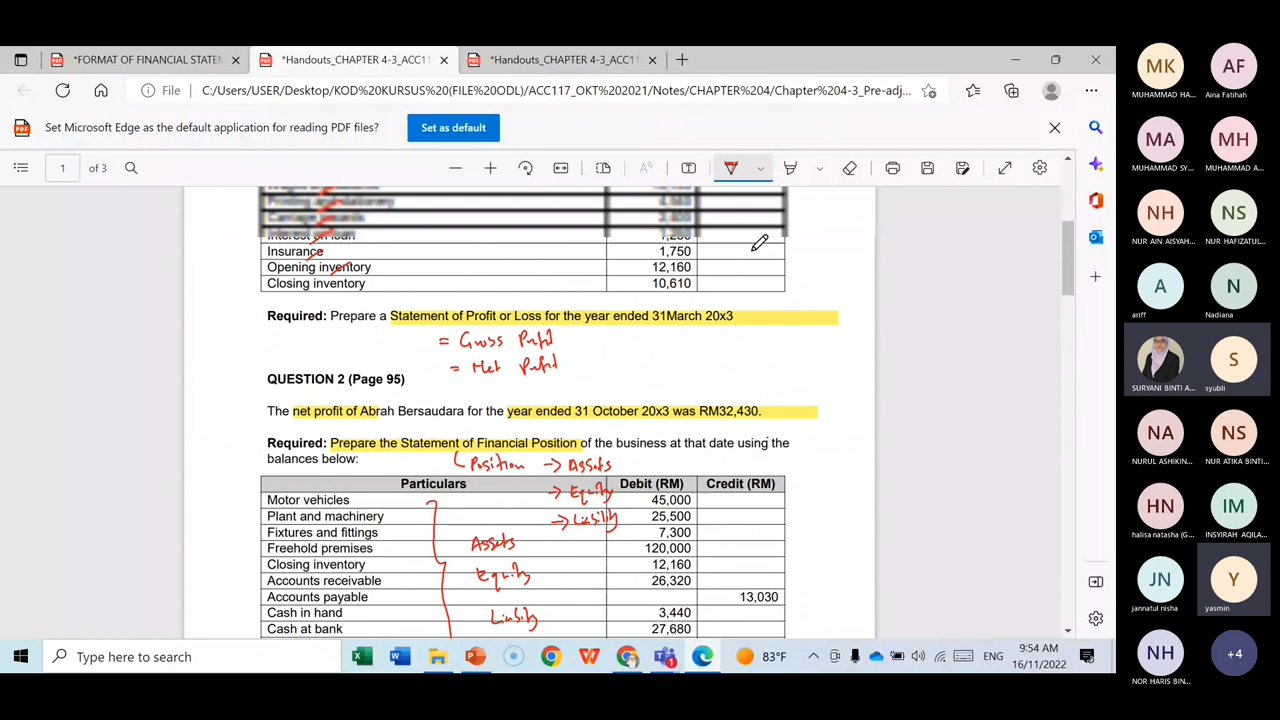 *FORMAT OF FINANCIAL STATEM
*Handouts_CHAPTER 4-3_ACC11
*Handouts_CHAPTER 4-3_ACC11
File
C:/Users/USER/Desktop/KOD%20KURSUS%20(FILE%20ODL)/ACC117_OKT%202021/Notes/CHAPTER%204/Chapter%204-3_Pre-adj...
Set Microsoft Edge as the default application for reading PDF files?
Set as default
1 of 3
Printing and stationery
Carriage
Interest on loan 1,200
Insurance 1,750
Opening inventory 12,160
Closing inventory 10,610
Required: Prepare a Statement of Profit or Loss for the year ended 31March 20x3
= Gross Profit
= Net Profit
QUESTION 2 (Page 95)
The net profit of Abrah Bersaudara for the year ended 31 October 20x3 was RM32,430.
Required: Prepare the Statement of Financial Position of the business at that date using the
balances below:
Position → Assets
→ Equity
→ Liability
Particulars Debit (RM) Credit (RM)
Motor vehicles 45,000
Plant and machinery 25,500
Fixtures and fittings 7,300
Freehold premises 120,000
Closing inventory 12,160
Accounts receivable 26,320
Accounts payable 13,030
Cash in hand 3,440
Cash at bank 27,680
Assets
Equity
Liability
Type here to search
83°F
ENG
9:54 AM
16/11/2022
MK
MUHAMMAD HA...
AF
Aina Fatihah
MA
MUHAMMAD SY...
MH
MUHAMMAD A...
NH
NUR AIN AISYAH...
NS
NUR HAFIZATUL...
A
ariff
N
Nadiana
SURYANI BINTI A...
S
syubli
NA
NURUL ASHIKIN...
NS
NUR ATIKA BINTI...
HN
halisa natasha (G...
IM
INSYIRAH AQILA...
JN
jannatul nisha
Y
yasmin
NH
NOR HARIS BIN...
+4